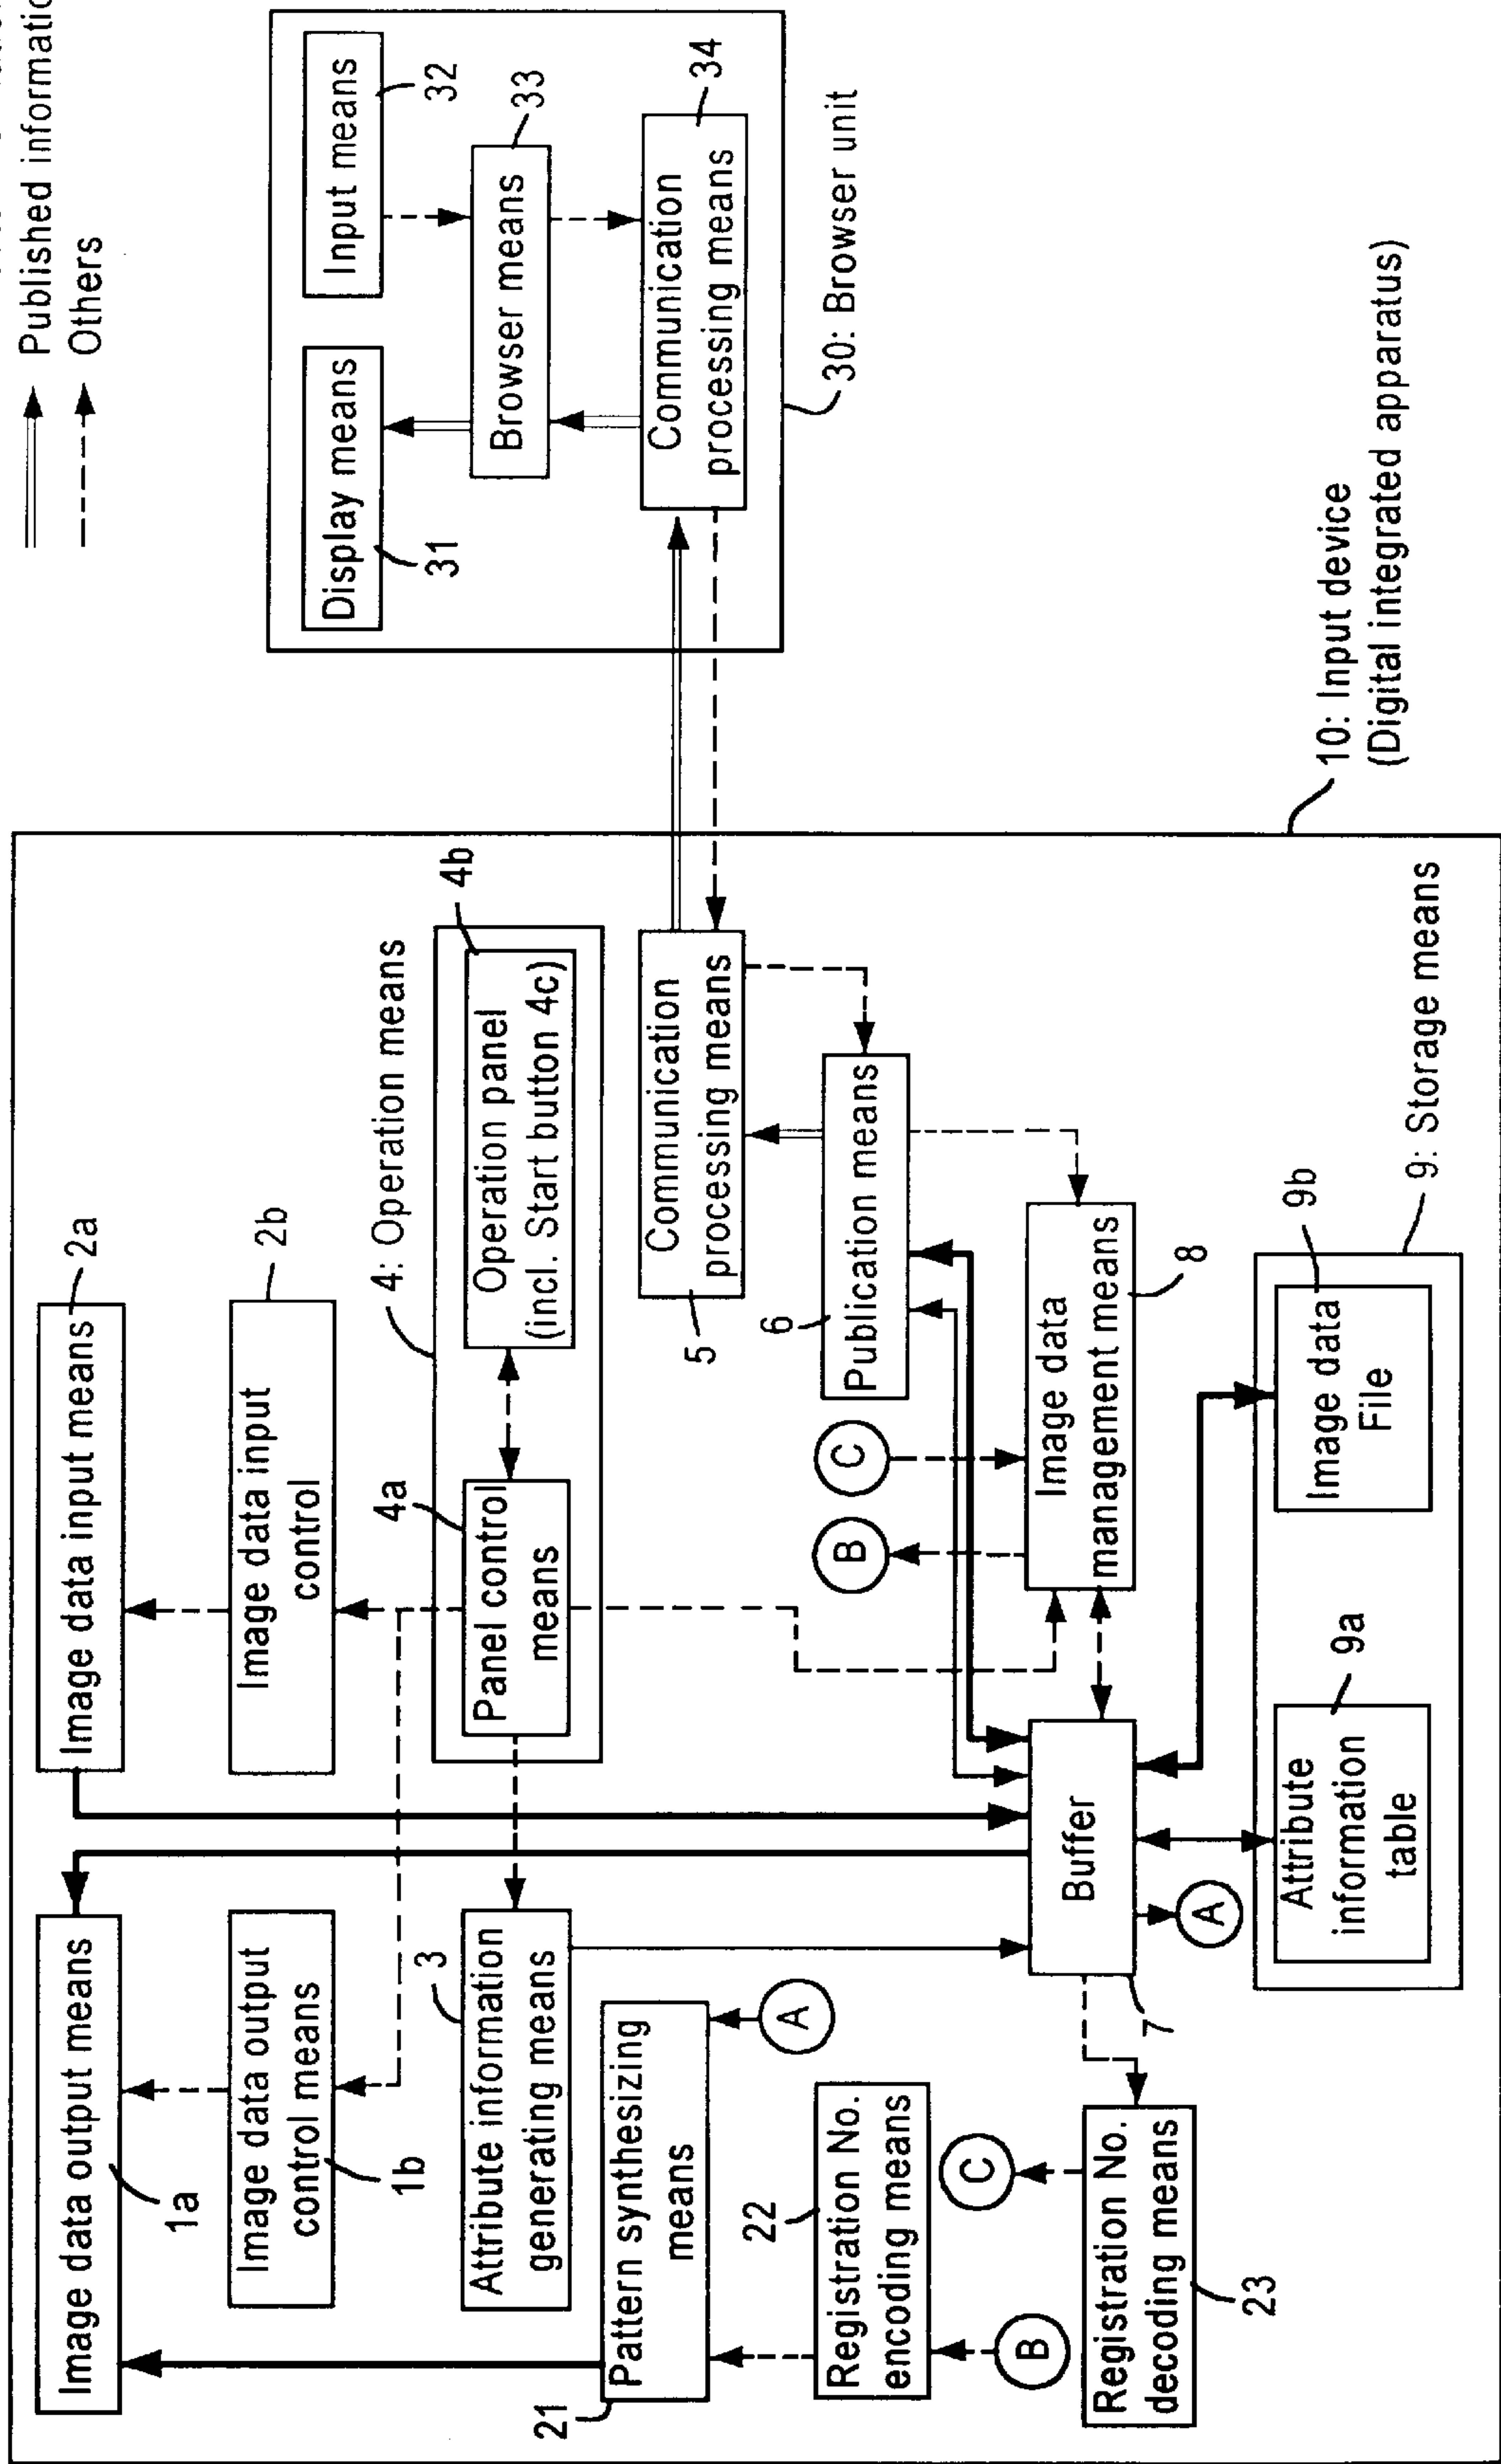 Published
Others
Display means
31
Input means
32
Browser means
33
Communication
processing means
34
30: Browser unit
10: Input device
(Digital integrated apparatus)
Image data output means
1a
Image data input means
2a
Image data output
control means
1b
Image data input
control
2b
4: Operation means
Panel control
means
4a
Operation panel
(incl. Start button 4c)
4b
Attribute information
generating means
3
Pattern synthesizing
means
21
A
Communication
processing means
5
Publication means
6
Registration No.
encoding means
22
B
C
B
C
Image data
management means
8
Registration No.
decoding means
23
Buffer
7
A
Attribute
information
table
9a
Image data
File
9b
9: Storage means